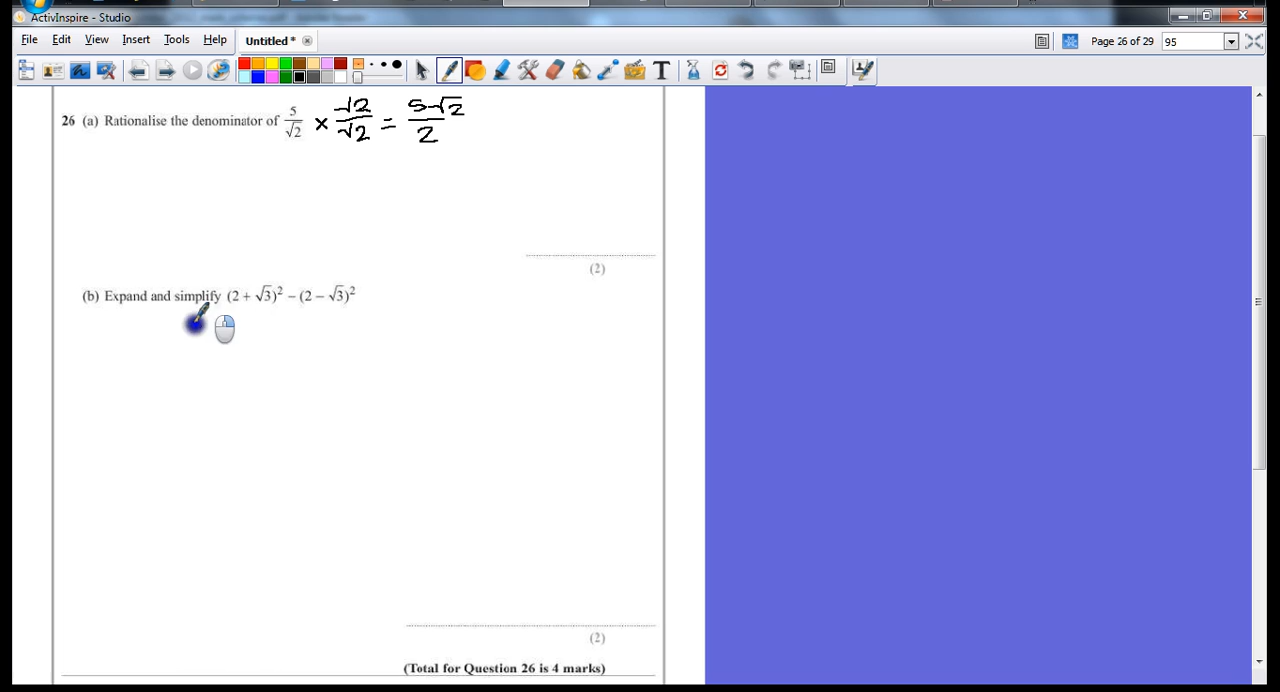 ActivInspire - Studio
File Edit View Insert Tools Help Untitled * Page 26 of 29 95
T
26 (a) Rationalise the denominator of 5/√2 × √2/√2 = 5√2/2
(2)
(b) Expand and simplify (2 + √3)² − (2 − √3)²
(2)
(Total for Question 26 is 4 marks)